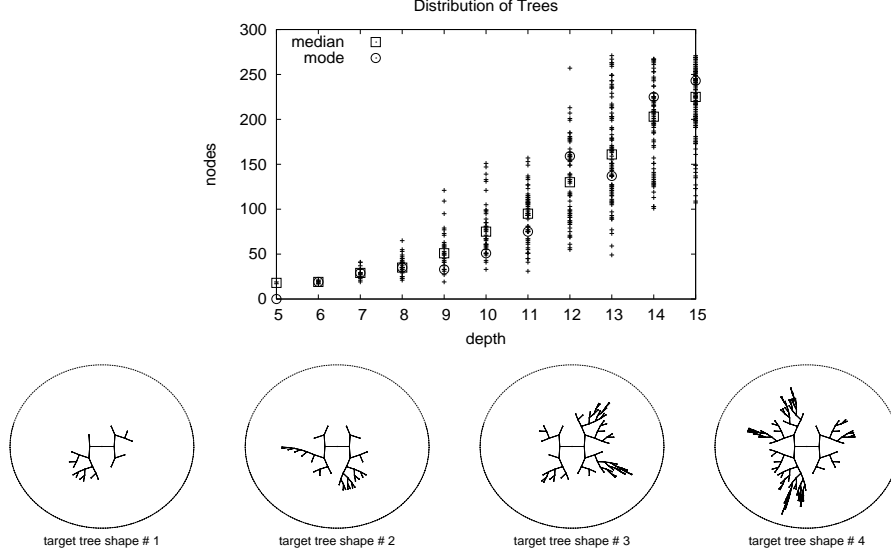 Distribution of Trees
300
250
200
150
100
50
0
nodes
median
mode
5 6 7 8 9 10 11 12 13 14 15
depth
target tree shape # 1
target tree shape # 2
target tree shape # 3
target tree shape # 4